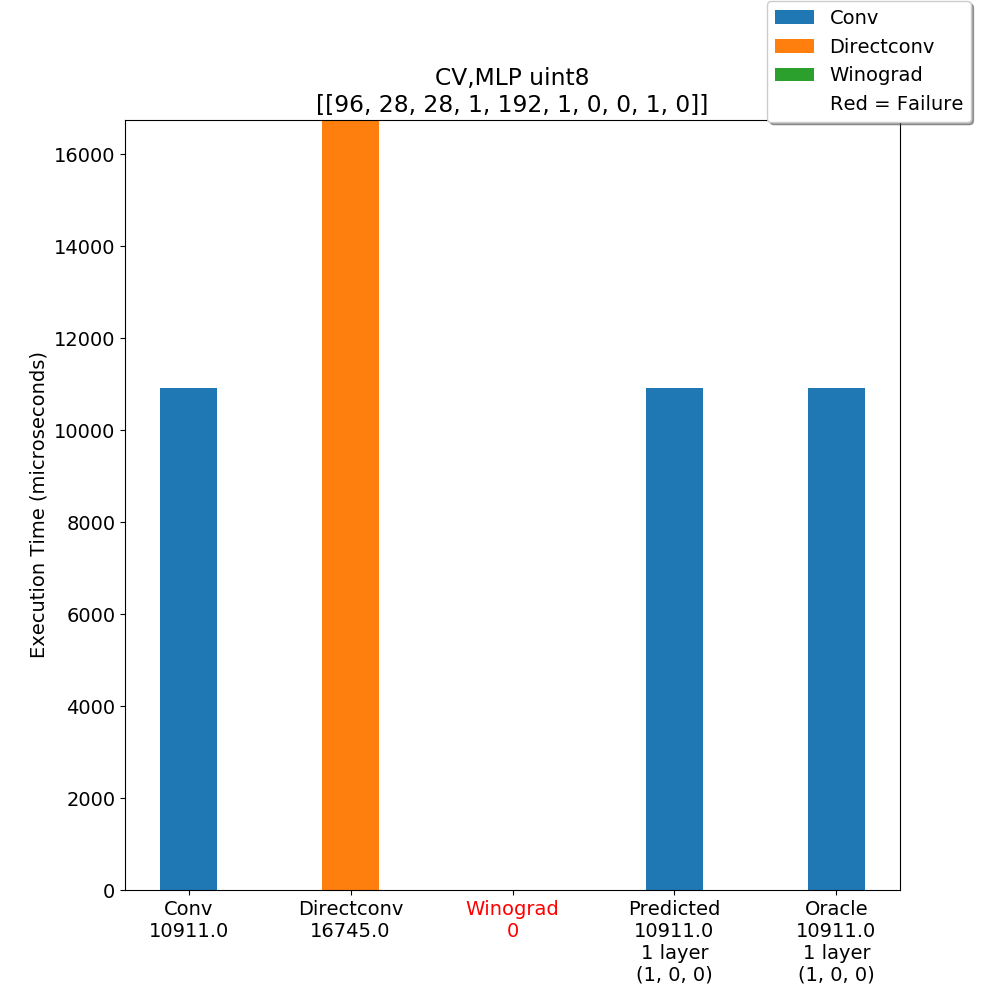 Conv
Directconv
Winograd
Red = Failure
CV,MLP uint8
[[96, 28, 28, 1, 192, 1, 0, 0, 1, 0]]
Execution Time (microseconds)
16000
14000
12000
10000
8000
6000
4000
2000
0
Conv
10911.0
Directconv
16745.0
Winograd
0
Predicted
10911.0
1 layer
(1, 0, 0)
Oracle
10911.0
1 layer
(1, 0, 0)